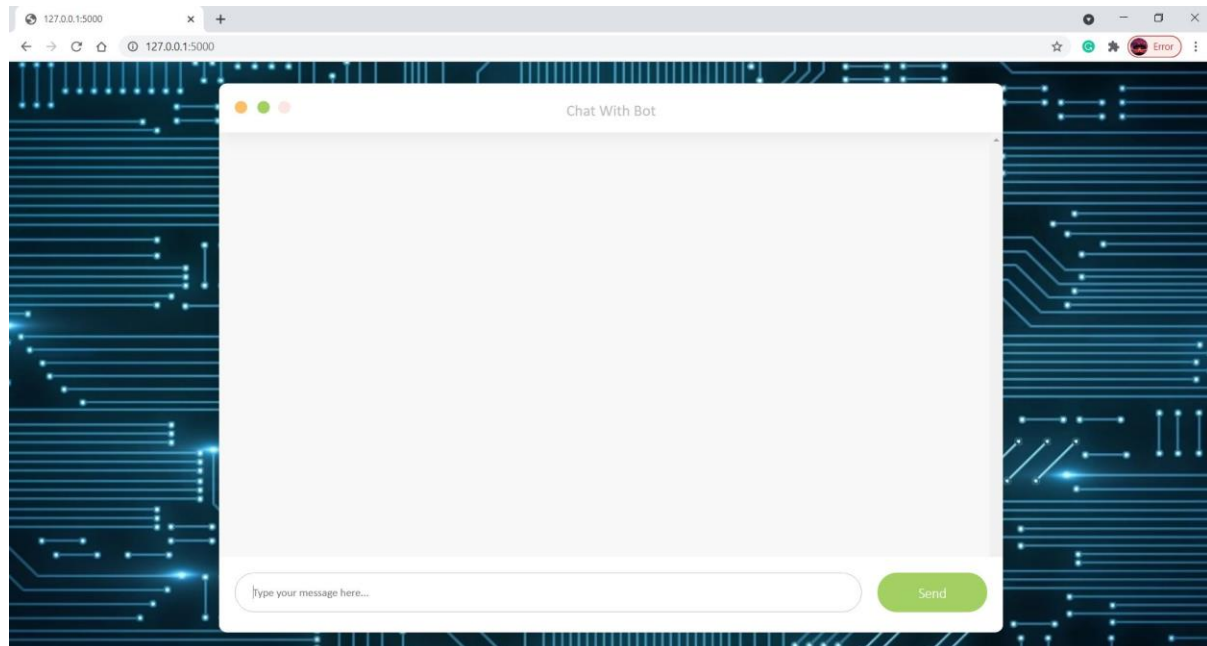 127.0.0.1:5000
127.0.0.1:5000
Error
Chat With Bot
Type your message here...
Send